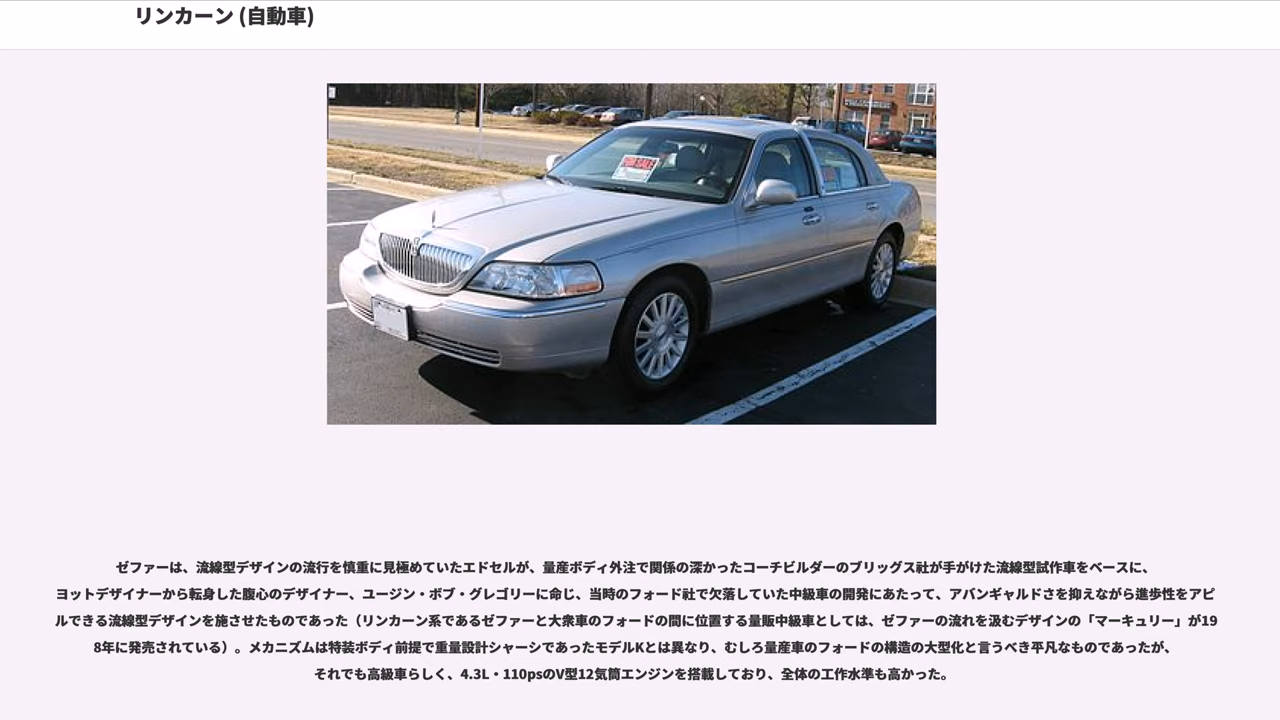 リンカーン (自動車)
FOR SALE
ゼファーは、流線型デザインの流行を慎重に見極めていたエドセルが、量産ボディ外注で関係の深かったコーチビルダーのブリッグス社が手がけた流線型試作車をベースに、
ヨットデザイナーから転身した腹心のデザイナー、ユージン・ボブ・グレゴリーに命じ、当時のフォード社で欠落していた中級車の開発にあたって、アバンギャルドさを抑えながら進歩性をアピ
ルできる流線型デザインを施させたものであった（リンカーン系であるゼファーと大衆車のフォードの間に位置する量販中級車としては、ゼファーの流れを汲むデザインの「マーキュリー」が19
8年に発売されている）。メカニズムは特装ボディ前提で重量設計シャーシであったモデルKとは異なり、むしろ量産車のフォードの構造の大型化と言うべき平凡なものであったが、
それでも高級車らしく、4.3L・110psのV型12気筒エンジンを搭載しており、全体の工作水準も高かった。